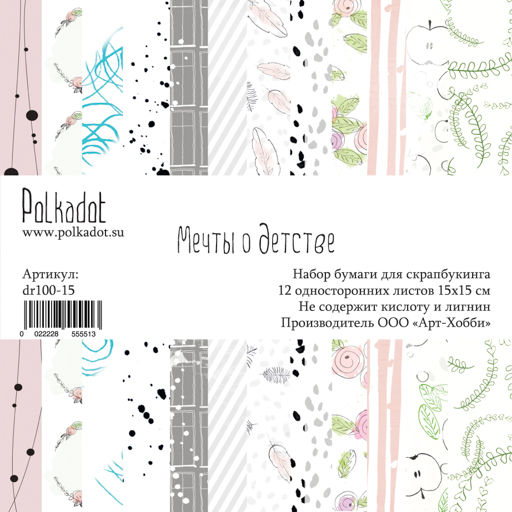 Polkadot
www.polkadot.su
Мечты о детстве
Артикул:
dr100-15
0 022228 555513
Набор бумаги для скрапбукинга
12 односторонних листов 15х15 см
Не содержит кислоту и лигнин
Производитель ООО «Арт-Хобби»